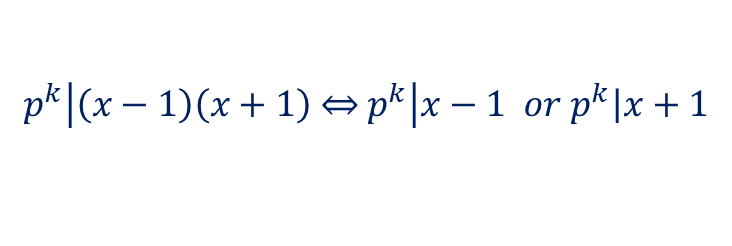 p^k|(x − 1)(x + 1) ⇔ p^k|x − 1 or p^k|x + 1